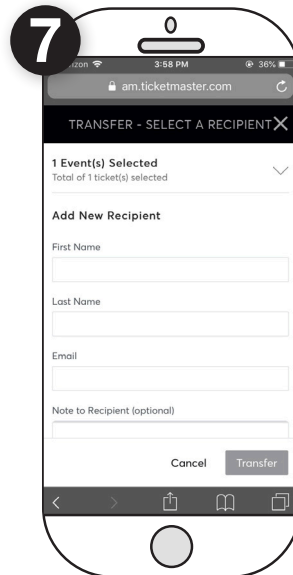 7
3:58 PM
36%
am.ticketmaster.com
TRANSFER - SELECT A RECIPIENT X
1 Event(s) Selected
Total of 1 ticket(s) selected
Add New Recipient
First Name
Last Name
Email
Note to Recipient (optional)
Cancel Transfer